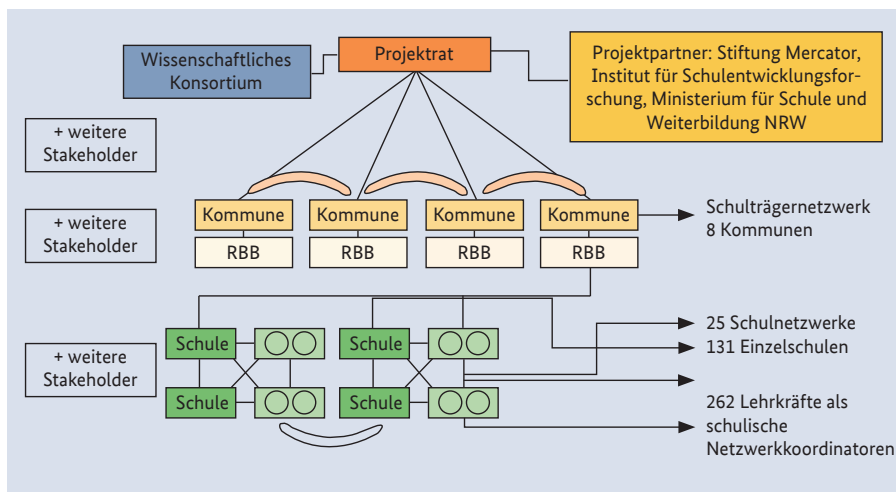 Wissenschaftliches
Konsortium
Projektrat
Projektpartner: Stiftung Mercator,
Institut für Schulentwicklungsfor-
schung, Ministerium für Schule und
Weiterbildung NRW
+ weitere
Stakeholder
+ weitere
Stakeholder
Kommune
Kommune
Kommune
Kommune
RBB
RBB
RBB
RBB
Schulträgernetzwerk
8 Kommunen
+ weitere
Stakeholder
Schule
Schule
Schule
Schule
25 Schulnetzwerke
131 Einzelschulen
262 Lehrkräfte als
schulische
Netzwerkkoordinatoren